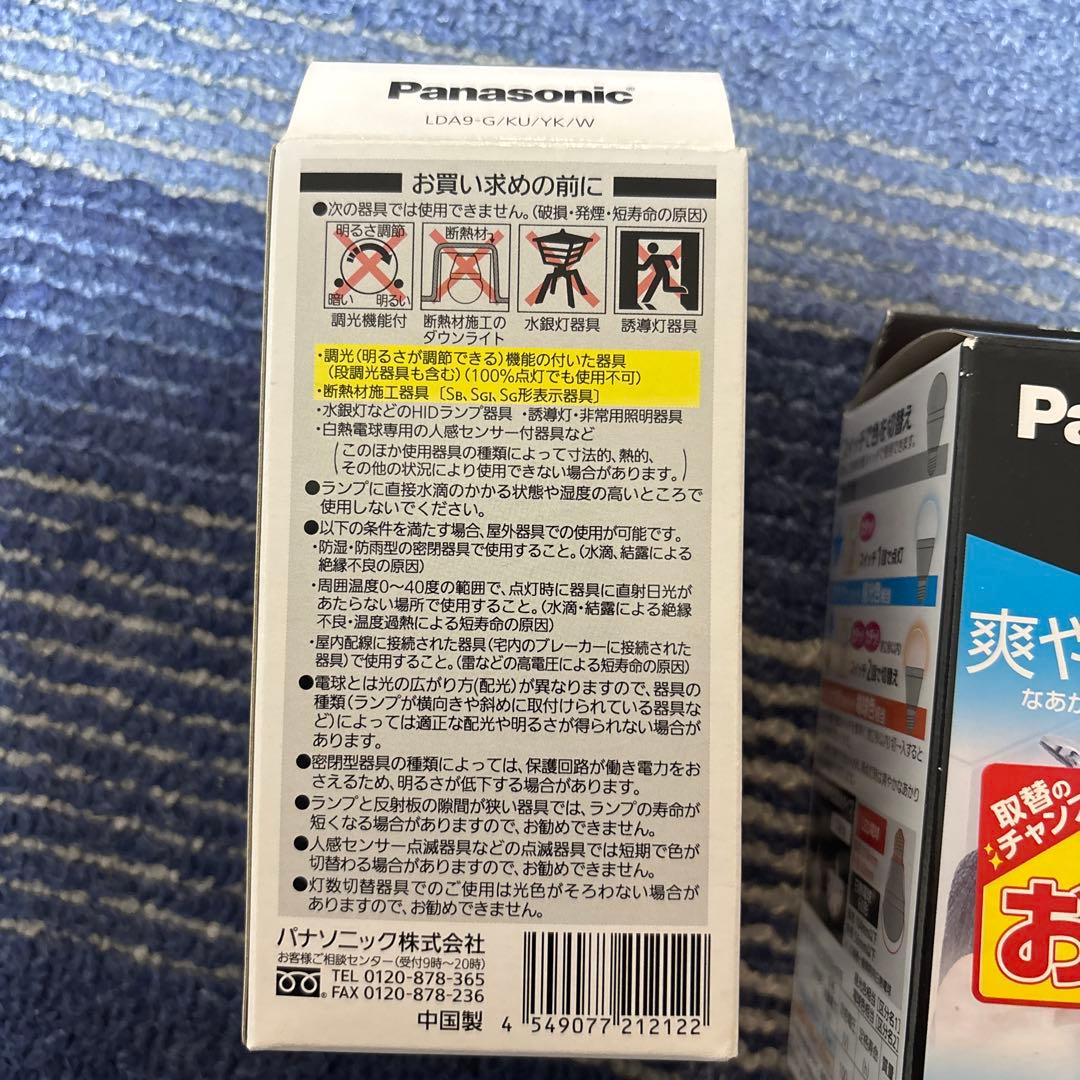 Panasonic
LDA9-G/KU/YK/W
お買い求めの前に
●次の器具では使用できません。(破損・発煙・短寿命の原因)
明るさ調節
暗い 明るい
断熱材
調光機能付
断熱材施工の
ダウンライト
水銀灯器具
誘導灯器具
・調光(明るさが調節できる)機能の付いた器具
(段調光器具も含む)(100%点灯でも使用不可)
・断熱材施工器具 [SB、SGI、SG形表示器具]
・水銀灯などのHIDランプ器具 ・誘導灯・非常用照明器具
・白熱電球専用の人感センサー付器具など
(このほか使用器具の種類によって寸法的、熱的、
その他の状況により使用できない場合があります。)
●ランプに直接水滴のかかる状態や湿度の高いところで
使用しないでください。
●以下の条件を満たす場合、屋外器具での使用が可能です。
・防湿・防雨型の密閉器具で使用すること。(水滴、結露による
絶縁不良の原因)
・周囲温度0〜40度の範囲で、点灯時に器具に直射日光が
あたらない場所で使用すること。(水滴・結露による絶縁
不良・温度過熱による短寿命の原因)
・屋内配線に接続された器具(宅内のブレーカーに接続された
器具)で使用すること。(雷などの高電圧による短寿命の原因)
●電球とは光の広がり方(配光)が異なりますので、器具の
種類(ランプが横向きや斜めに取付けられている器具な
ど)によっては適正な配光や明るさが得られない場合が
あります。
●密閉型器具の種類によっては、保護回路が働き電力をお
さえるため、明るさが低下する場合があります。
●ランプと反射板の隙間が狭い器具では、ランプの寿命が
短くなる場合がありますので、お勧めできません。
●人感センサー点滅器具などの点滅器具では短期で色が
切替わる場合がありますので、お勧めできません。
●灯数切替器具でのご使用は光色がそろわない場合が
ありますので、お勧めできません。
パナソニック株式会社
お客様ご相談センター(受付9時〜20時)
TEL 0120-878-365
FAX 0120-878-236
中国製
4 549077 212122
Pa
スイッチで色を切替え
スイッチ1回で点灯
スイッチ2回で切替え
爽や
なあか
取替の
チャン
お